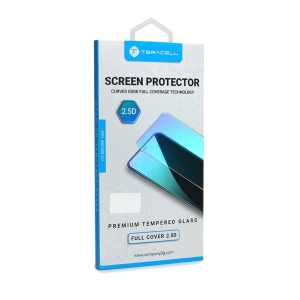 TERACELL
SCREEN PROTECTOR
CURVED EDGE FULL COVERAGE TECHNOLOGY
2.5D
PREMIUM TEMPERED GLASS
FULL COVER 2.5D